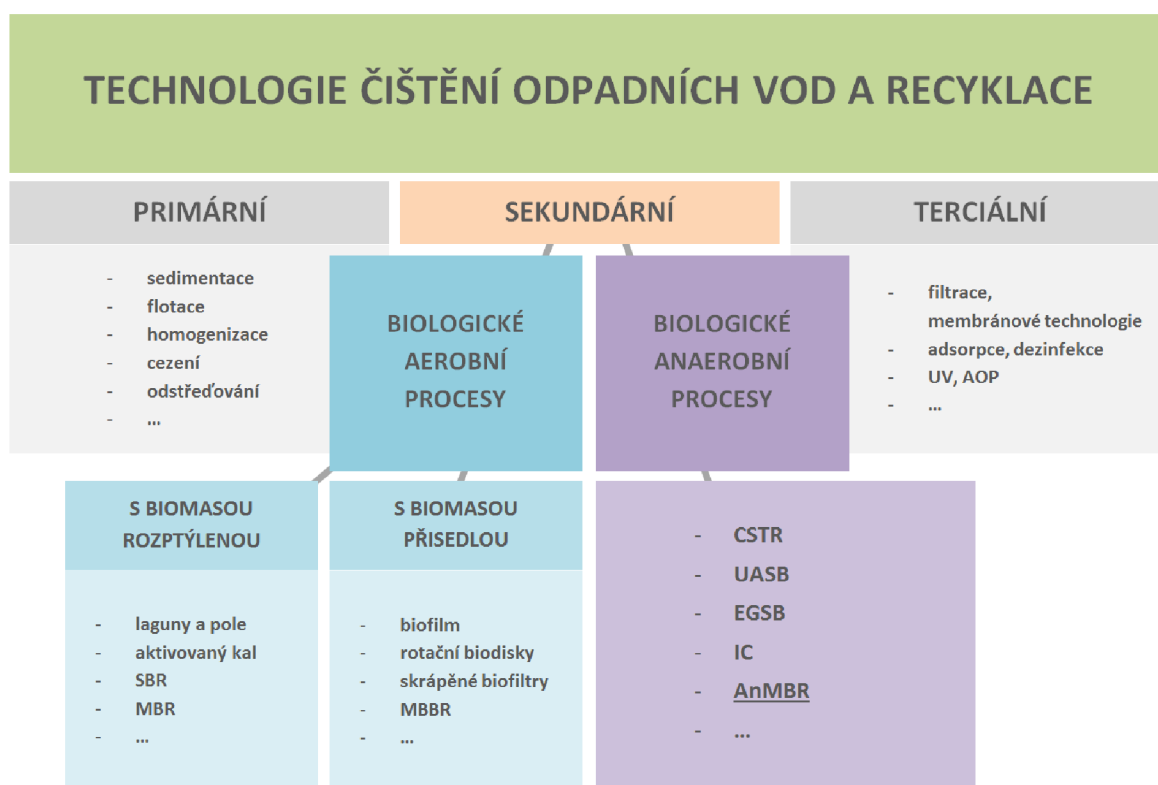 TECHNOLOGIE ČIŠTĚNÍ ODPADNÍCH VOD A RECYKLACE
PRIMÁRNÍ
- sedimentace
- flotace
- homogenizace
- cezení
- odstřeďování
- ...
SEKUNDÁRNÍ
BIOLOGICKÉ
AEROBNÍ
PROCESY
BIOLOGICKÉ
ANAEROBNÍ
PROCESY
TERCIÁLNÍ
- filtrace,
membránové technologie
- adsorpce, dezinfekce
- UV, AOP
- ...
S BIOMASOU
ROZPTÝLENOU
- laguny a pole
- aktivovaný kal
- SBR
- MBR
- ...
S BIOMASOU
PŘISEDLOU
- biofilm
- rotační biodisky
- skrápěné biofiltry
- MBBR
- ...
- CSTR
- UASB
- EGSB
- IC
- AnMBR
- ...